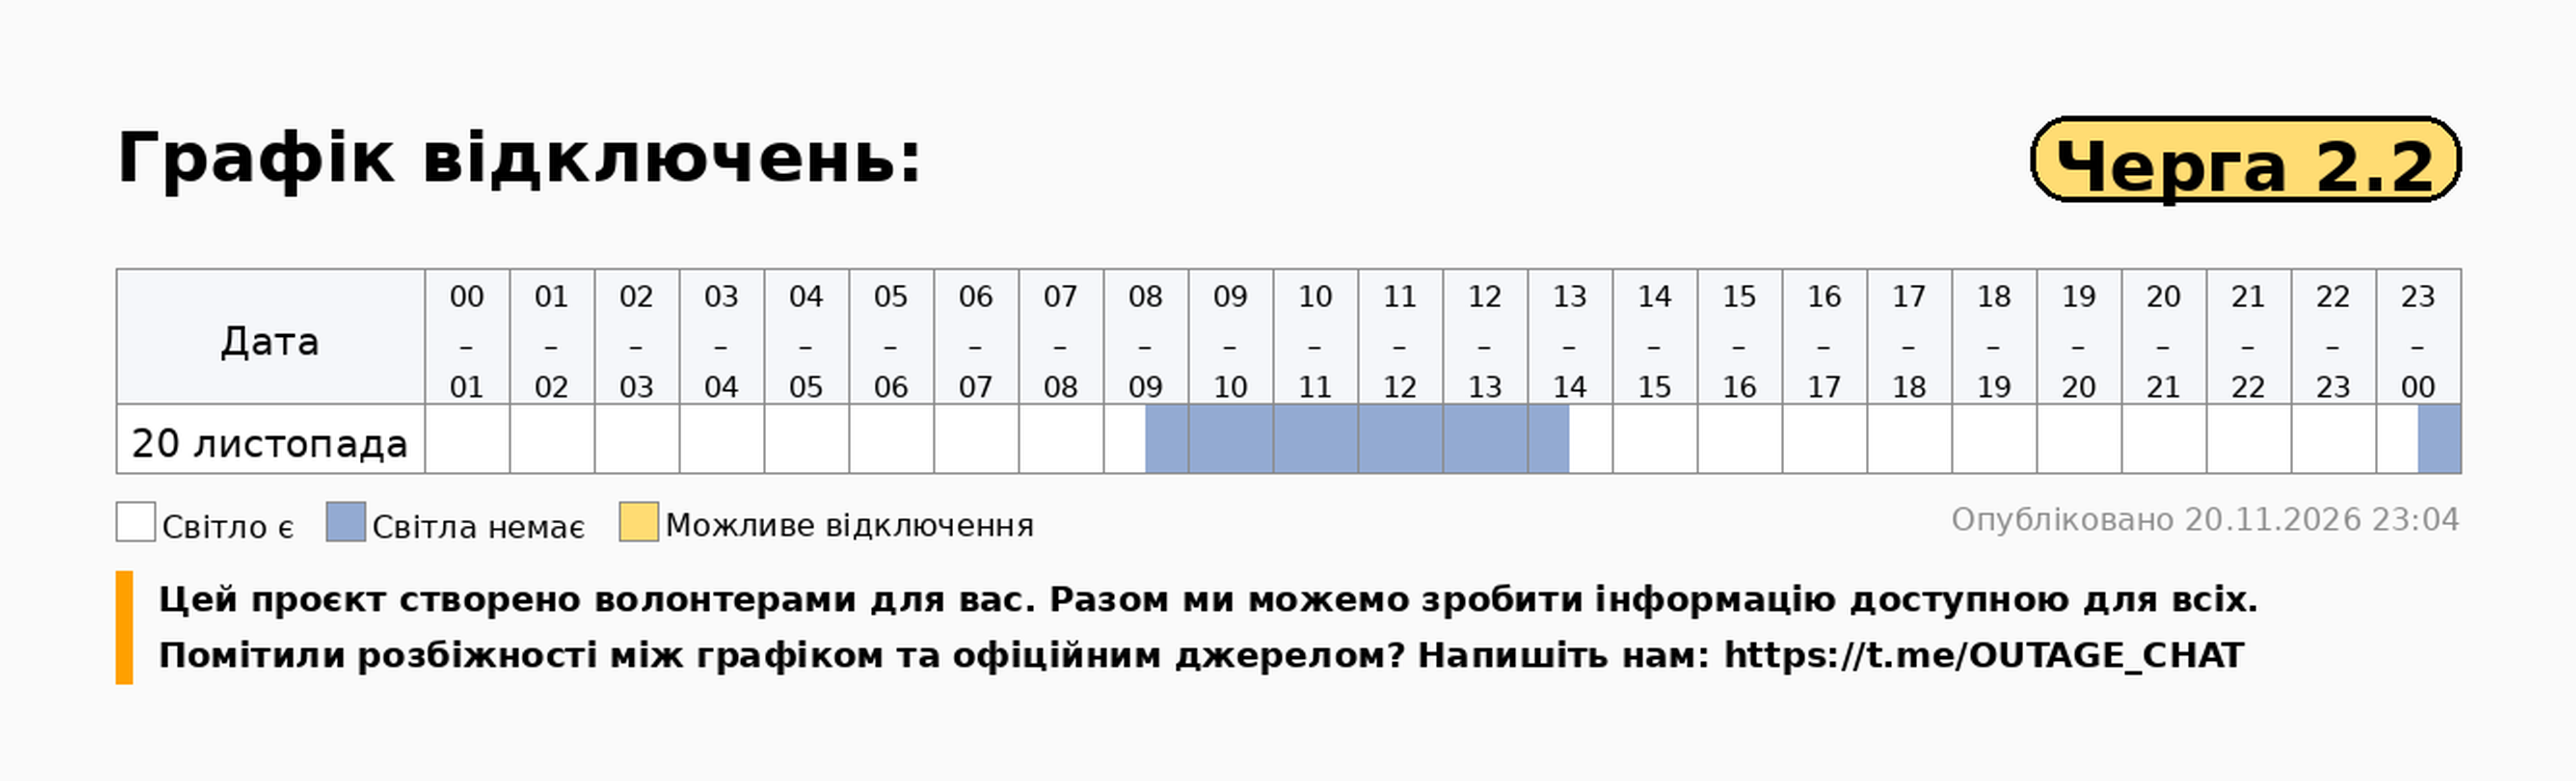 Графік відключень:
Черга 2.2
Дата 00 – 01 01 – 02 02 – 03 03 – 04 04 – 05 05 – 06 06 – 07 07 – 08 08 – 09 09 – 10 10 – 11 11 – 12 12 – 13 13 – 14 14 – 15 15 – 16 16 – 17 17 – 18 18 – 19 19 – 20 20 – 21 21 – 22 22 – 23 23 – 00
20 листопада
Світло є Світла немає Можливе відключення
Опубліковано 20.11.2026 23:04
Цей проєкт створено волонтерами для вас. Разом ми можемо зробити інформацію доступною для всіх.
Помітили розбіжності між графіком та офіційним джерелом? Напишіть нам: https://t.me/OUTAGE_CHAT